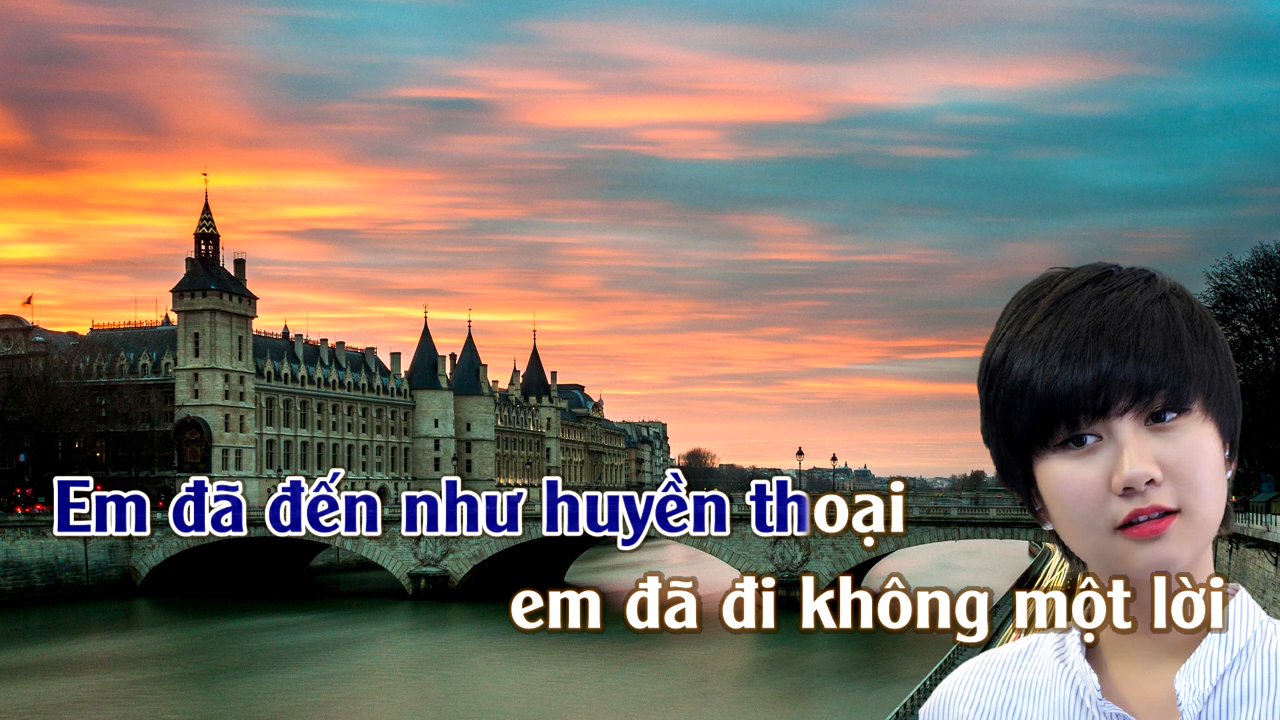 Em đã đến như huyền thoại
em đã đi không một lời